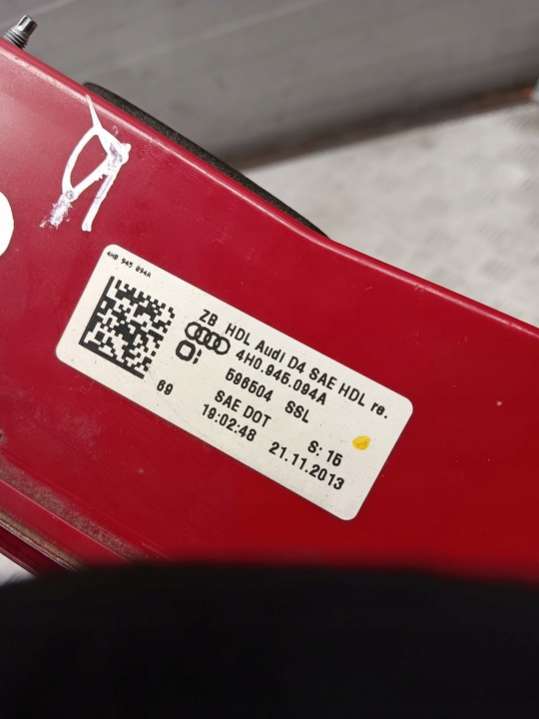 4H0 945 094A
ZB HDL Audi D4 SAE HDL re.
4H0.945.094A
596504 SSL
69
SAE DOT S: 15
19:02:48 21.11.2013